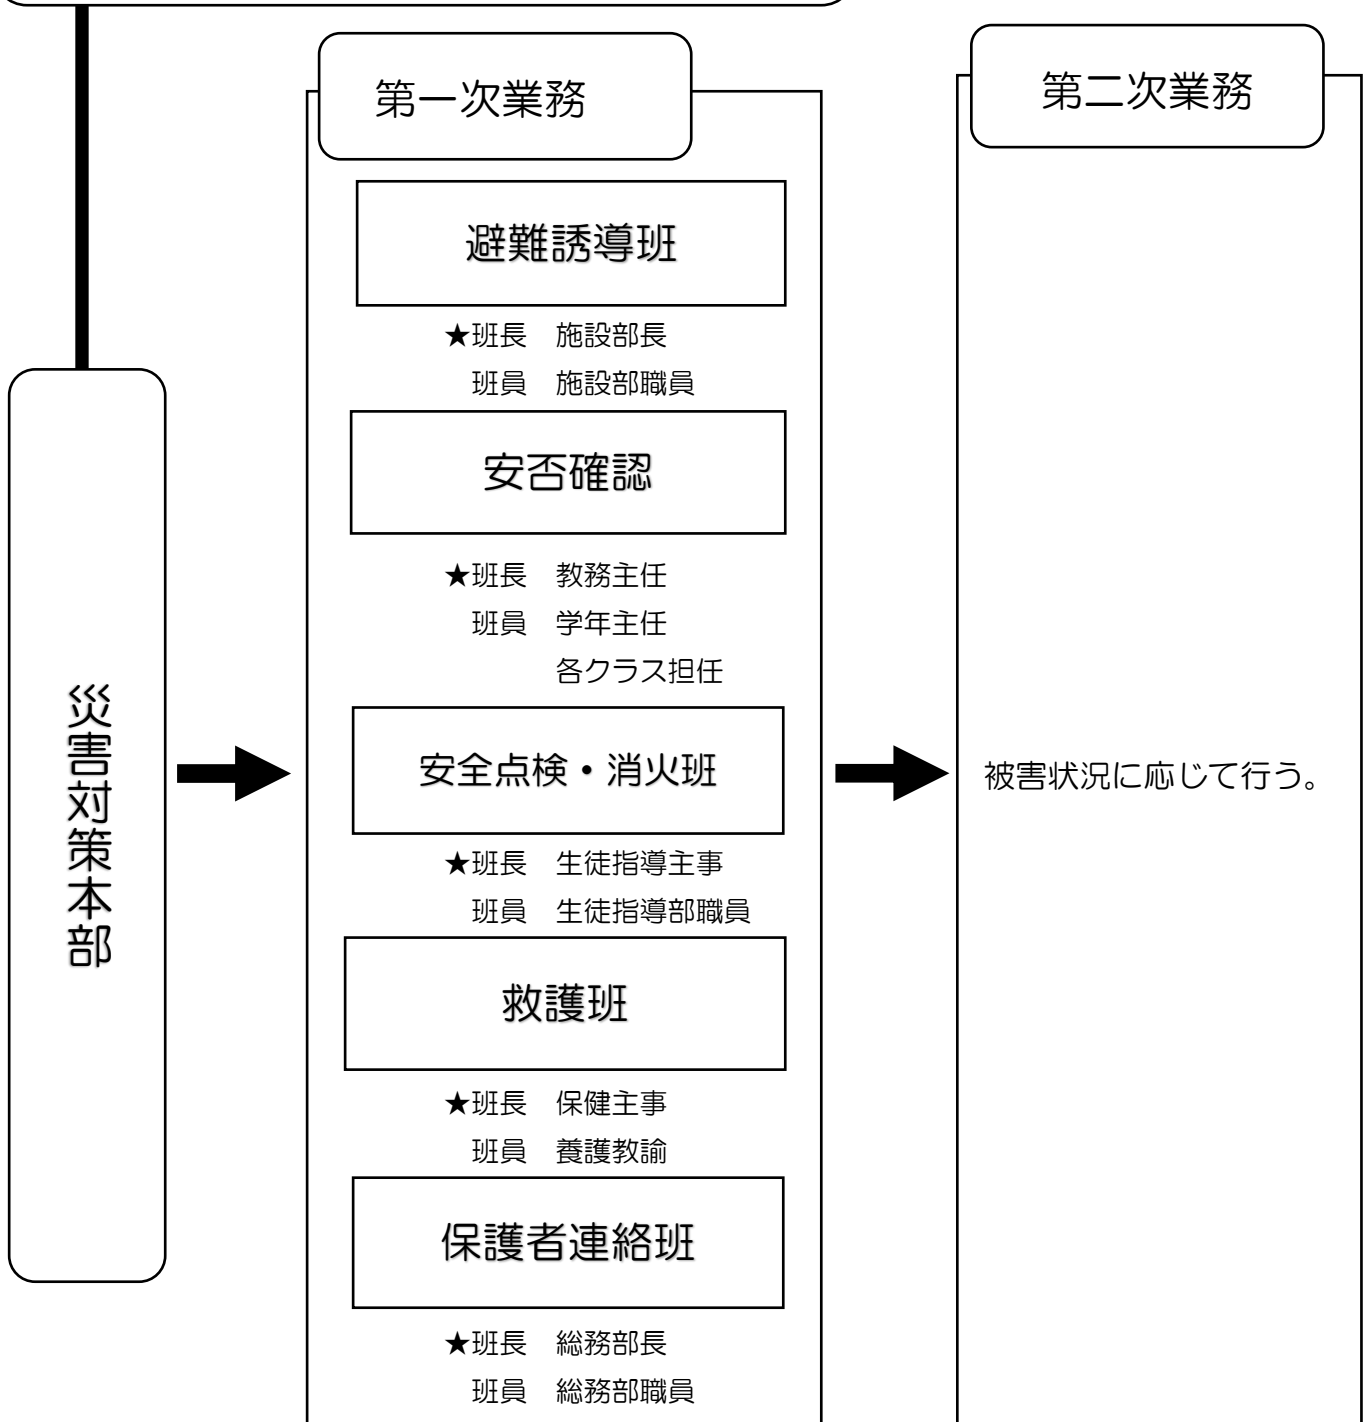 災害対策本部
第一次業務
避難誘導班
★班長　施設部長
班員　施設部職員
安否確認
★班長　教務主任
班員　学年主任
各クラス担任
安全点検・消火班
★班長　生徒指導主事
班員　生徒指導部職員
救護班
★班長　保健主事
班員　養護教諭
保護者連絡班
★班長　総務部長
班員　総務部職員
第二次業務
被害状況に応じて行う。